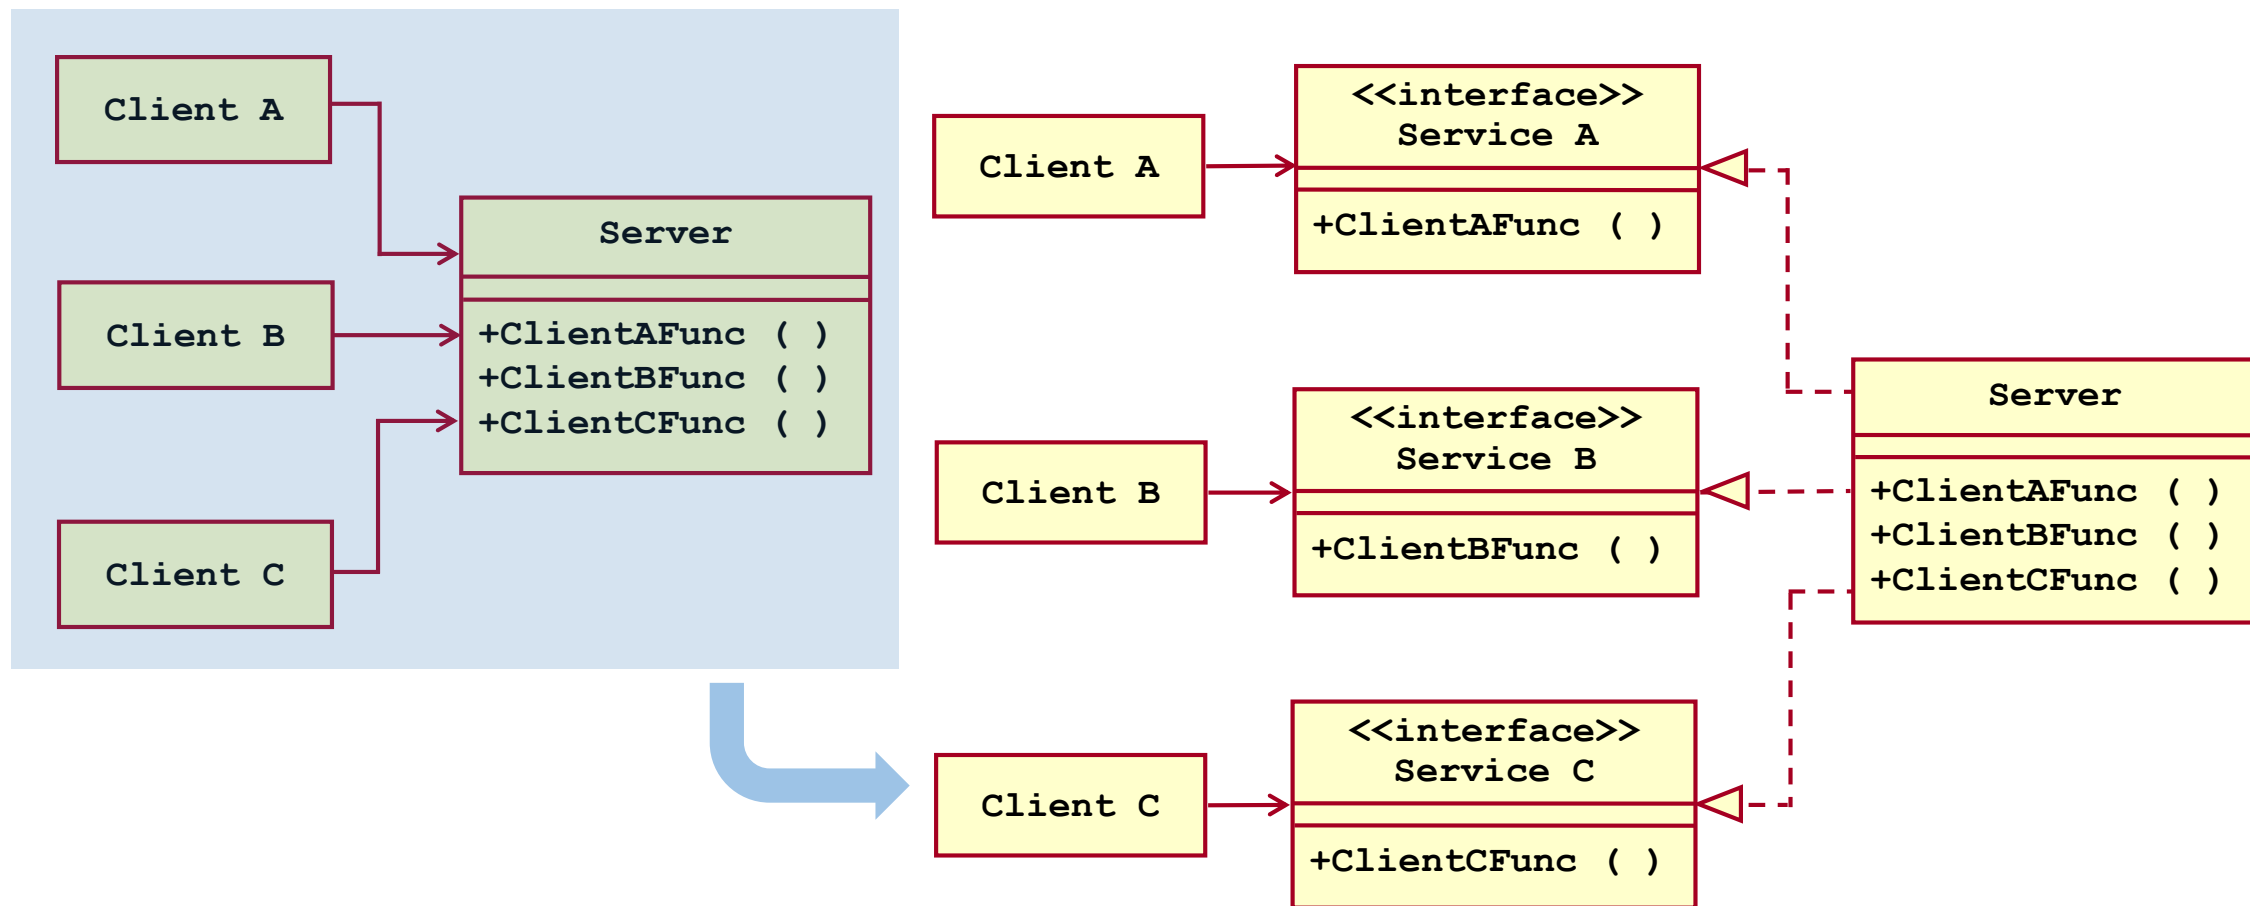 Client A
Server
Client B
+ClientAFunc ( )
+ClientBFunc ( )
+ClientCFunc ( )
Client C
<<interface>>
Service A
Client A
+ClientAFunc ( )
<<interface>>
Service B
Client B
+ClientBFunc ( )
<<interface>>
Service C
Client C
+ClientCFunc ( )
Server
+ClientAFunc ( )
+ClientBFunc ( )
+ClientCFunc ( )